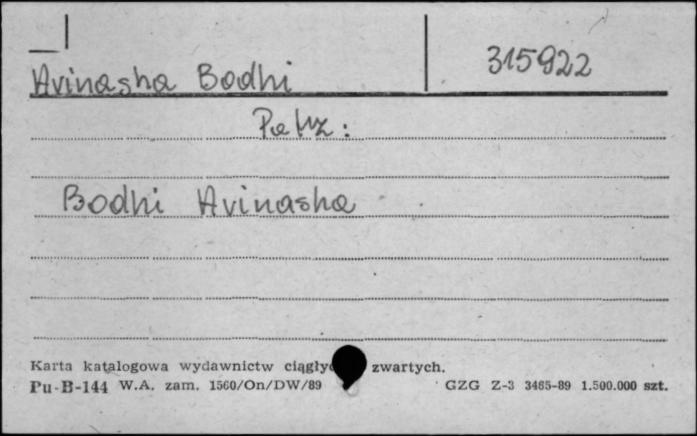 Avinasha Bodhi 315922
Patrz:
Bodhi Avinasha
Karta katalogowa wydawnictw zwartych.
Pu-B-144 W.A. zam. 1560/On/DW/89 GZG Z-3 3465-89 1.500.000 szt.